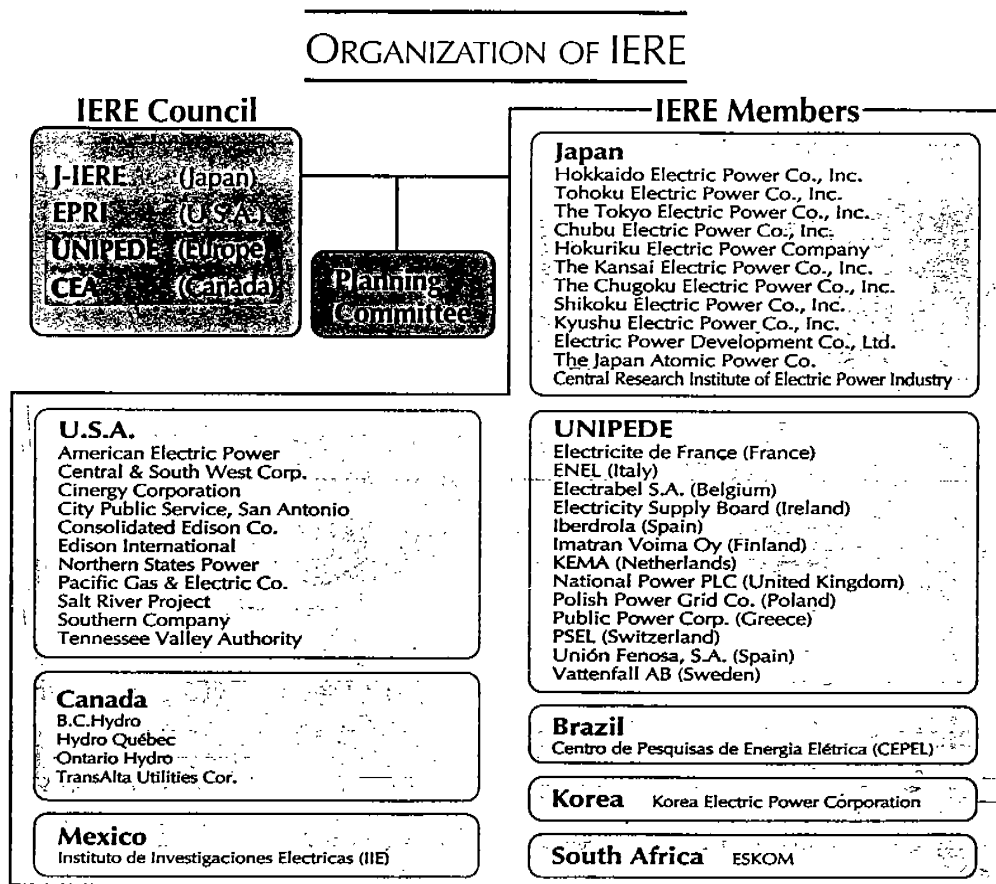 ORGANIZATION OF IERE
IERE Council
J-IERE (Japan)
EPRI (U.S.A.)
UNIPEDE (Europe)
CEA (Canada)
Planning
Committee
IERE Members
Japan
Hokkaido Electric Power Co., Inc.
Tohoku Electric Power Co., Inc.
The Tokyo Electric Power Co., Inc.
Chubu Electric Power Co., Inc.
Hokuriku Electric Power Company
The Kansai Electric Power Co., Inc.
The Chugoku Electric Power Co., Inc.
Shikoku Electric Power Co., Inc.
Kyushu Electric Power Co., Inc.
Electric Power Development Co., Ltd.
The Japan Atomic Power Co.
Central Research Institute of Electric Power Industry
U.S.A.
American Electric Power
Central & South West Corp.
Cinergy Corporation
City Public Service, San Antonio
Consolidated Edison Co.
Edison International
Northern States Power
Pacific Gas & Electric Co.
Salt River Project
Southern Company
Tennessee Valley Authority
UNIPEDE
Electricite de France (France)
ENEL (Italy)
Electrabel S.A. (Belgium)
Electricity Supply Board (Ireland)
Iberdrola (Spain)
Imatran Voima Oy (Finland)
KEMA (Netherlands)
National Power PLC (United Kingdom)
Polish Power Grid Co. (Poland)
Public Power Corp. (Greece)
PSEL (Switzerland)
Unión Fenosa, S.A. (Spain)
Vattenfall AB (Sweden)
Canada
B.C.Hydro
Hydro Québec
Ontario Hydro
TransAlta Utilities Cor.
Brazil
Centro de Pesquisas de Energia Elétrica (CEPEL)
Korea Korea Electric Power Corporation
Mexico
Instituto de Investigaciones Electricas (IIE)
South Africa ESKOM